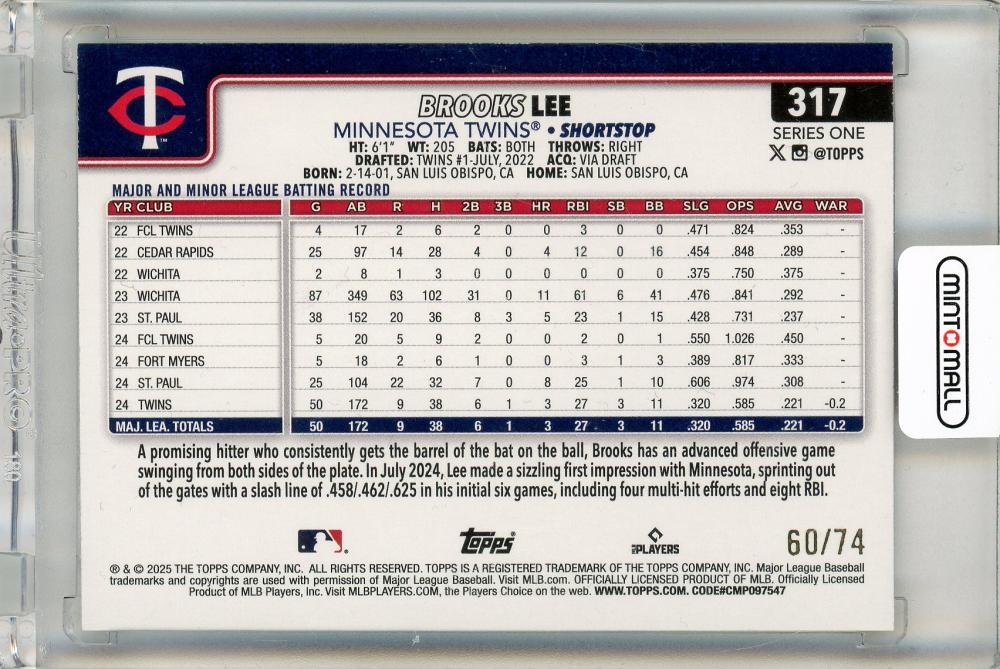 TC
BROOKS LEE
317
MINNESOTA TWINS® • SHORTSTOP
SERIES ONE
HT: 6'1" WT: 205 BATS: BOTH THROWS: RIGHT
X @TOPPS
DRAFTED: TWINS #1-JULY, 2022 ACQ: VIA DRAFT
BORN: 2-14-01, SAN LUIS OBISPO, CA HOME: SAN LUIS OBISPO, CA
MAJOR AND MINOR LEAGUE BATTING RECORD
YR CLUB G AB R H 2B 3B HR RBI SB BB SLG OPS AVG WAR
22 FCL TWINS 4 17 2 6 2 0 0 3 0 0 .471 .824 .353 -
22 CEDAR RAPIDS 25 97 14 28 4 0 4 12 0 16 .454 .848 .289 -
22 WICHITA 2 8 1 3 0 0 0 0 0 0 .375 .750 .375 -
23 WICHITA 87 349 63 102 31 0 11 61 6 41 .476 .841 .292 -
23 ST. PAUL 38 152 20 36 8 3 5 23 1 15 .428 .731 .237 -
24 FCL TWINS 5 20 5 9 2 0 0 2 0 1 .550 1.026 .450 -
24 FORT MYERS 5 18 2 6 1 0 0 3 1 3 .389 .817 .333 -
24 ST. PAUL 25 104 22 32 7 0 8 25 1 10 .606 .974 .308 -
24 TWINS 50 172 9 38 6 1 3 27 3 11 .320 .585 .221 -0.2
MAJ. LEA. TOTALS 50 172 9 38 6 1 3 27 3 11 .320 .585 .221 -0.2
A promising hitter who consistently gets the barrel of the bat on the ball, Brooks has an advanced offensive game
swinging from both sides of the plate. In July 2024, Lee made a sizzling first impression with Minnesota, sprinting out
of the gates with a slash line of .458/.462/.625 in his initial six games, including four multi-hit efforts and eight RBI.
topps
PLAYERS
60/74
® & © 2025 THE TOPPS COMPANY, INC. ALL RIGHTS RESERVED. TOPPS IS A REGISTERED TRADEMARK OF THE TOPPS COMPANY, INC. Major League Baseball
trademarks and copyrights are used with permission of Major League Baseball. Visit MLB.com. OFFICIALLY LICENSED PRODUCT OF MLB. Officially Licensed
Product of MLB Players, Inc. Visit MLBPLAYERS.COM, the Players Choice on the web. WWW.TOPPS.COM. CODE#CMP097547
MINT MALL
Ultra PRO®
180